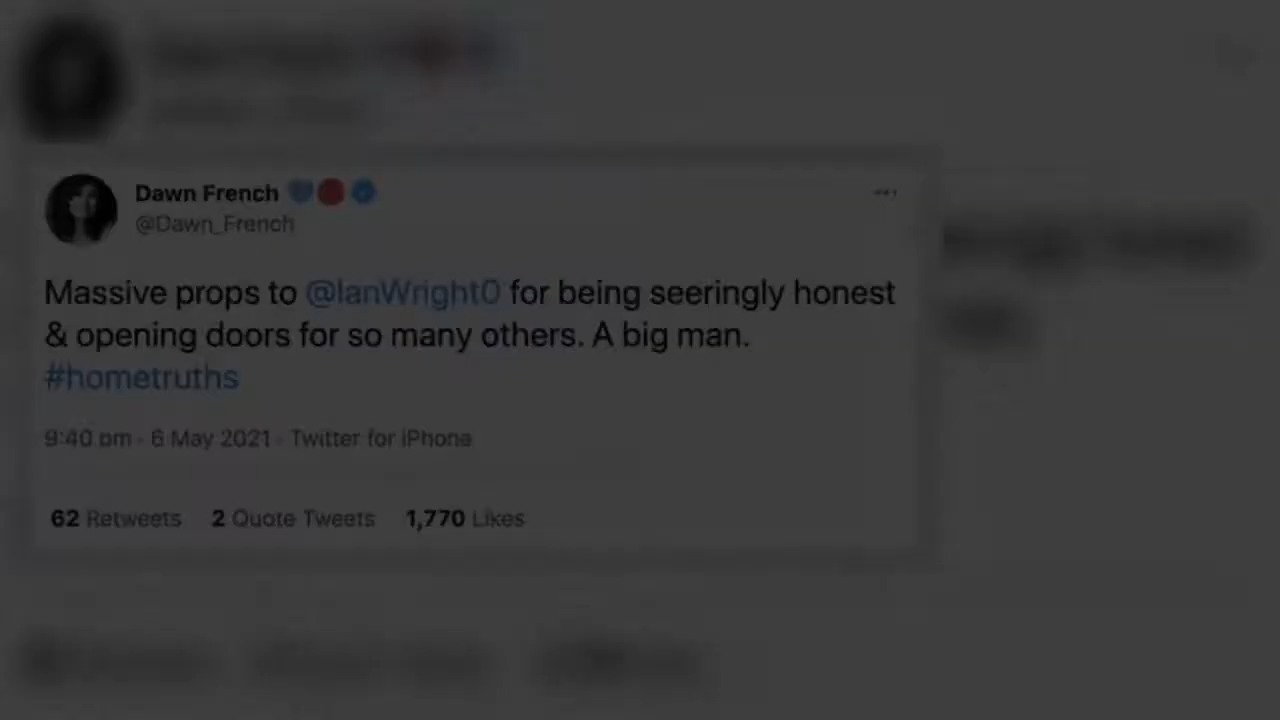 Dawn French
@Dawn_French
Massive props to @IanWright0 for being seeringly honest
& opening doors for so many others. A big man.
#hometruths
9:40 pm · 6 May 2021 · Twitter for iPhone
62 Retweets 2 Quote Tweets 1,770 Likes